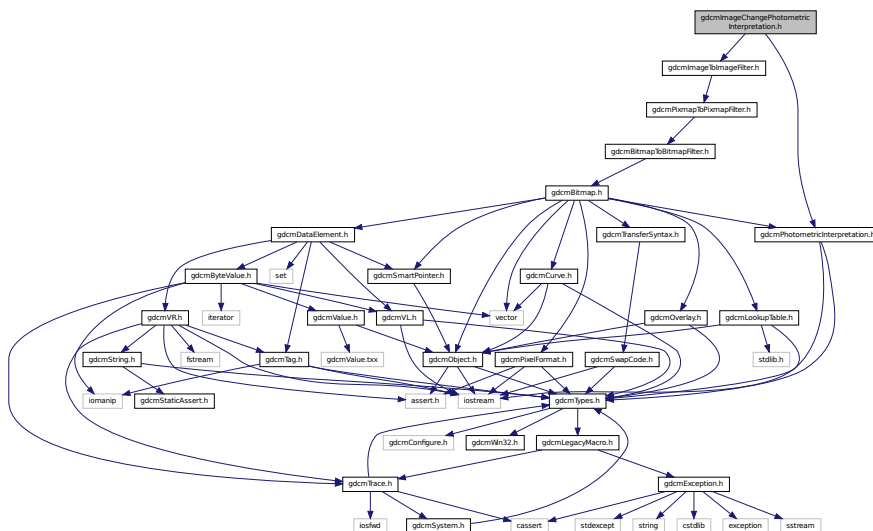 gdcmImageChangePhotometric
Interpretation.h
gdcmImageToImageFilter.h
gdcmPixmapToPixmapFilter.h
gdcmBitmapToBitmapFilter.h
gdcmBitmap.h
gdcmDataElement.h
gdcmTransferSyntax.h
gdcmPhotometricInterpretation.h
gdcmByteValue.h
set
gdcmSmartPointer.h
gdcmCurve.h
gdcmVR.h
iterator
gdcmValue.h
gdcmVL.h
vector
gdcmOverlay.h
gdcmLookupTable.h
gdcmString.h
fstream
gdcmTag.h
gdcmValue.txx
gdcmObject.h
gdcmPixelFormat.h
gdcmSwapCode.h
stdlib.h
iomanip
gdcmStaticAssert.h
assert.h
iostream
gdcmTypes.h
gdcmConfigure.h
gdcmWin32.h
gdcmLegacyMacro.h
gdcmTrace.h
gdcmException.h
iosfwd
gdcmSystem.h
cassert
stdexcept
string
cstdlib
exception
sstream